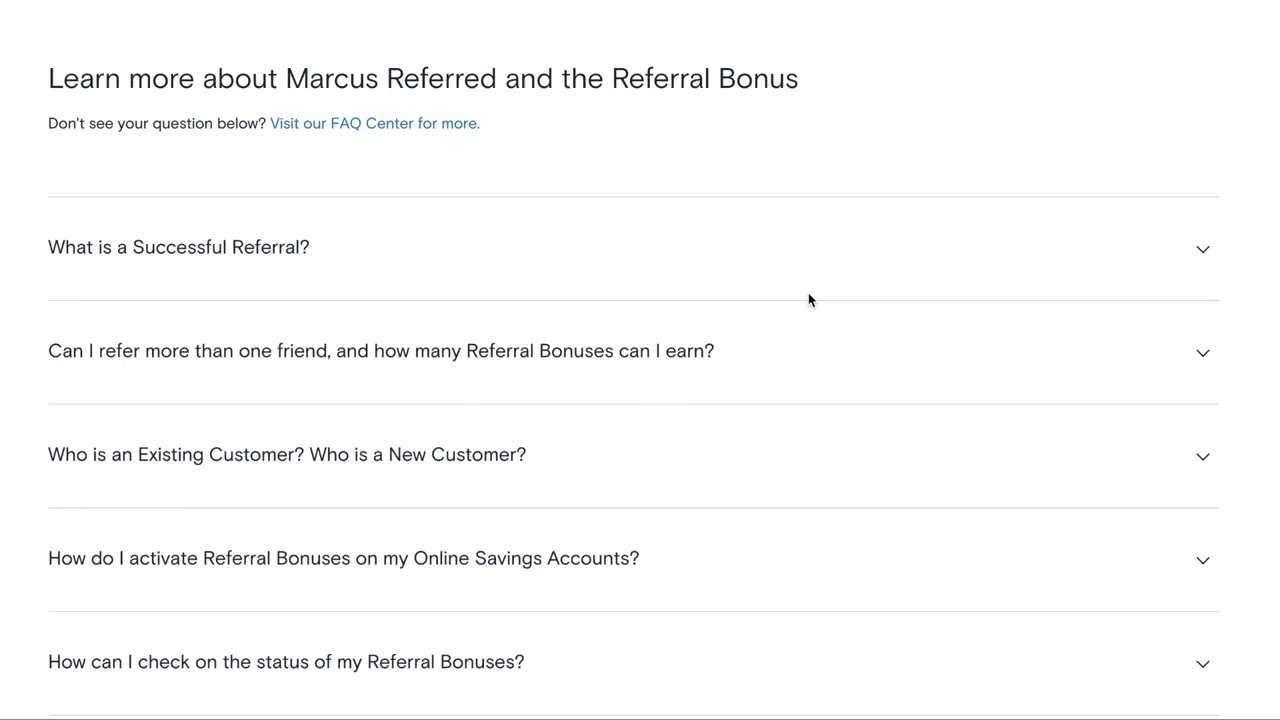 Learn more about Marcus Referred and the Referral Bonus
Don't see your question below? Visit our FAQ Center for more.
What is a Successful Referral?
Can I refer more than one friend, and how many Referral Bonuses can I earn?
Who is an Existing Customer? Who is a New Customer?
How do I activate Referral Bonuses on my Online Savings Accounts?
How can I check on the status of my Referral Bonuses?